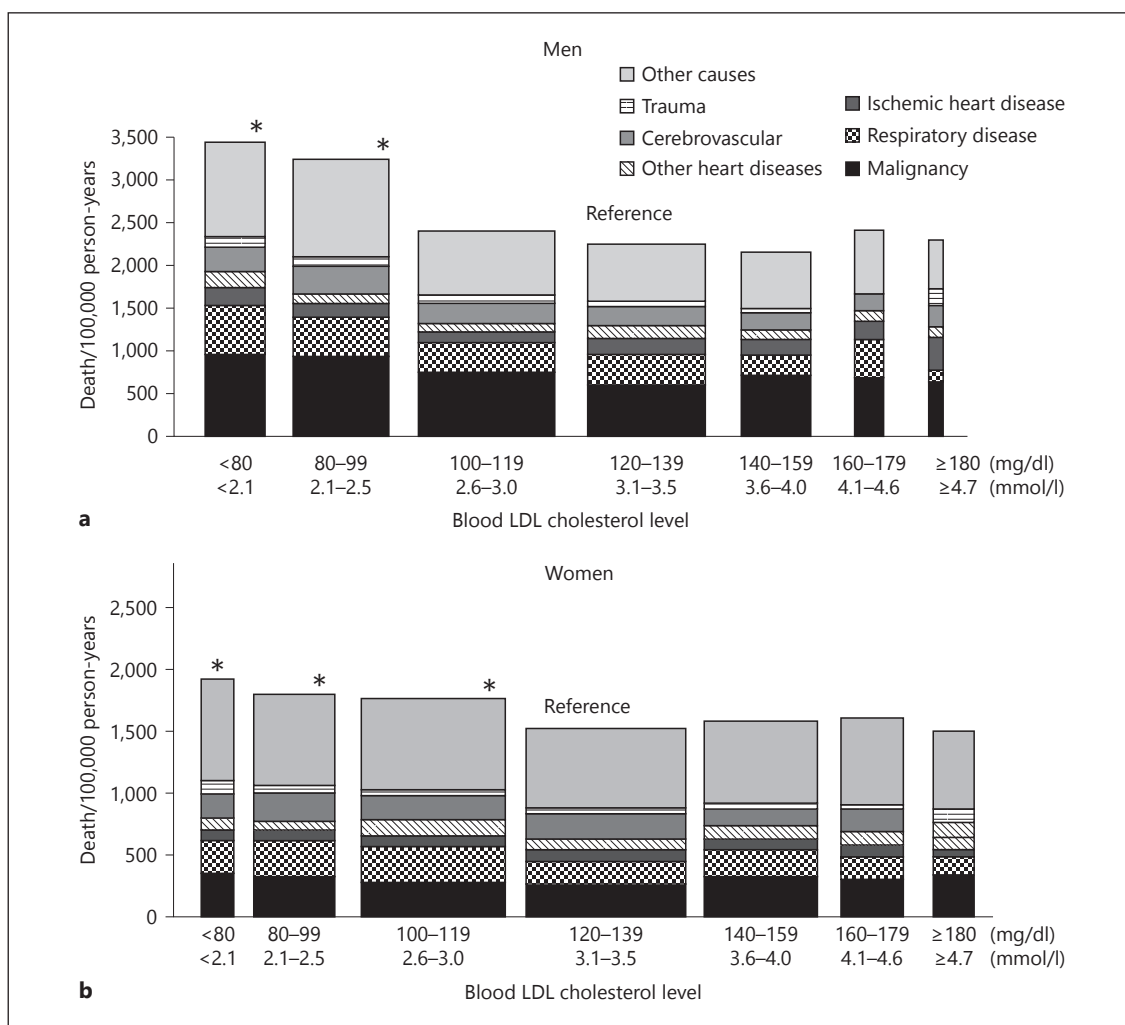 Men
Other causes
Trauma
Cerebrovascular
Other heart diseases
Ischemic heart disease
Respiratory disease
Malignancy
Death/100,000 person-years
3,500
3,000
2,500
2,000
1,500
1,000
500
0
*
*
Reference
<80 80–99 100–119 120–139 140–159 160–179 ≥180 (mg/dl)
<2.1 2.1–2.5 2.6–3.0 3.1–3.5 3.6–4.0 4.1–4.6 ≥4.7 (mmol/l)
a Blood LDL cholesterol level
Women
Death/100,000 person-years
2,500
2,000
1,500
1,000
500
0
*
*
*
Reference
<80 80–99 100–119 120–139 140–159 160–179 ≥180 (mg/dl)
<2.1 2.1–2.5 2.6–3.0 3.1–3.5 3.6–4.0 4.1–4.6 ≥4.7 (mmol/l)
b Blood LDL cholesterol level